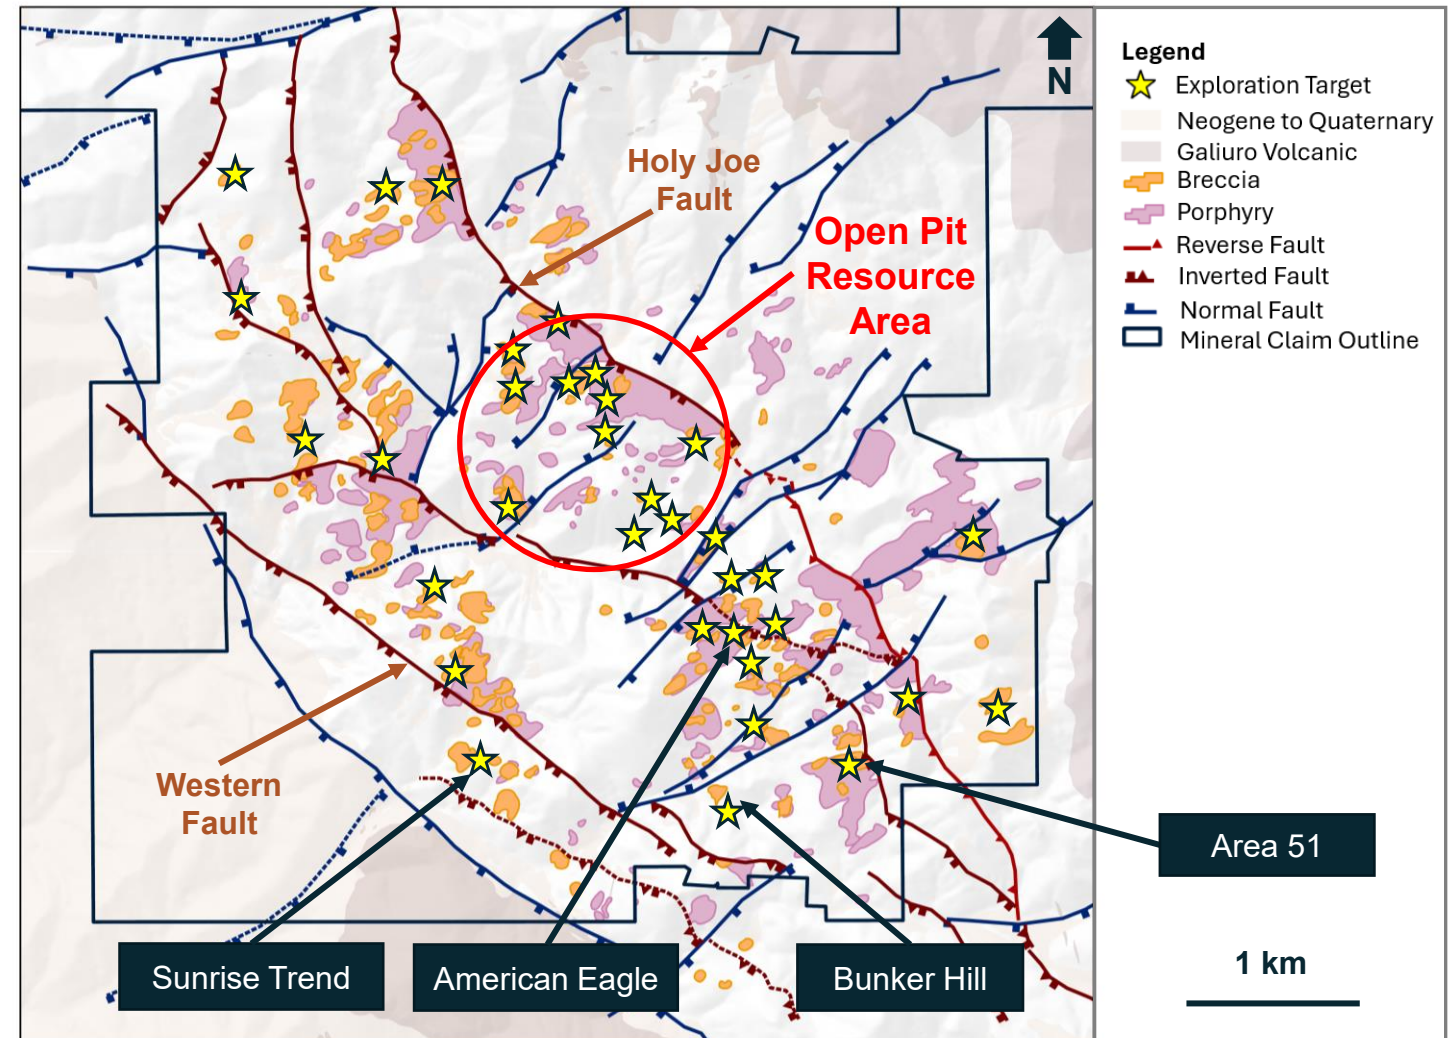 N
Holy Joe
Fault
Open Pit
Resource
Area
Western
Fault
Sunrise Trend
American Eagle
Bunker Hill
Area 51
Legend
Exploration Target
Neogene to Quaternary
Galiuro Volcanic
Breccia
Porphyry
Reverse Fault
Inverted Fault
Normal Fault
Mineral Claim Outline
1 km